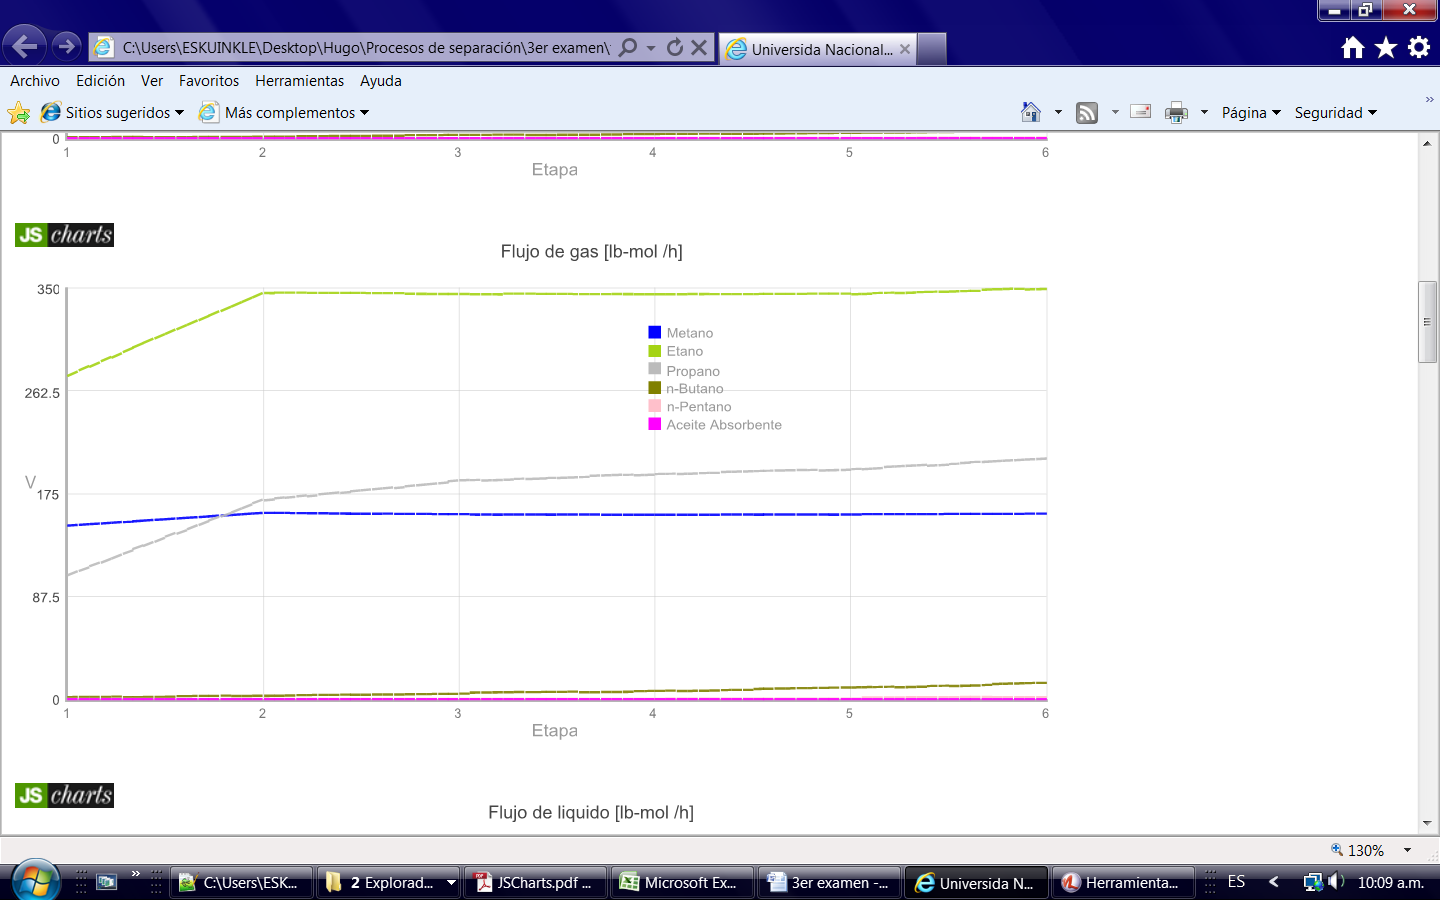 C:\Users\ESKUINKLE\Desktop\Hugo\Procesos de separación\3er examen\
Universida Nacional...
Archivo Edición Ver Favoritos Herramientas Ayuda
Sitios sugeridos Más complementos Página Seguridad »
0
1 2 3 4 5 6
Etapa
JS charts
Flujo de gas [lb-mol /h]
350
262.5
V
175
87.5
0
Metano
Etano
Propano
n-Butano
n-Pentano
Aceite Absorbente
1 2 3 4 5 6
Etapa
JS charts
Flujo de liquido [lb-mol /h]
130%
C:\Users\ESK... 2 Explorad... JSCharts.pdf ... Microsoft Ex... 3er examen -... Universida N... Herramienta... ES 10:09 a.m.